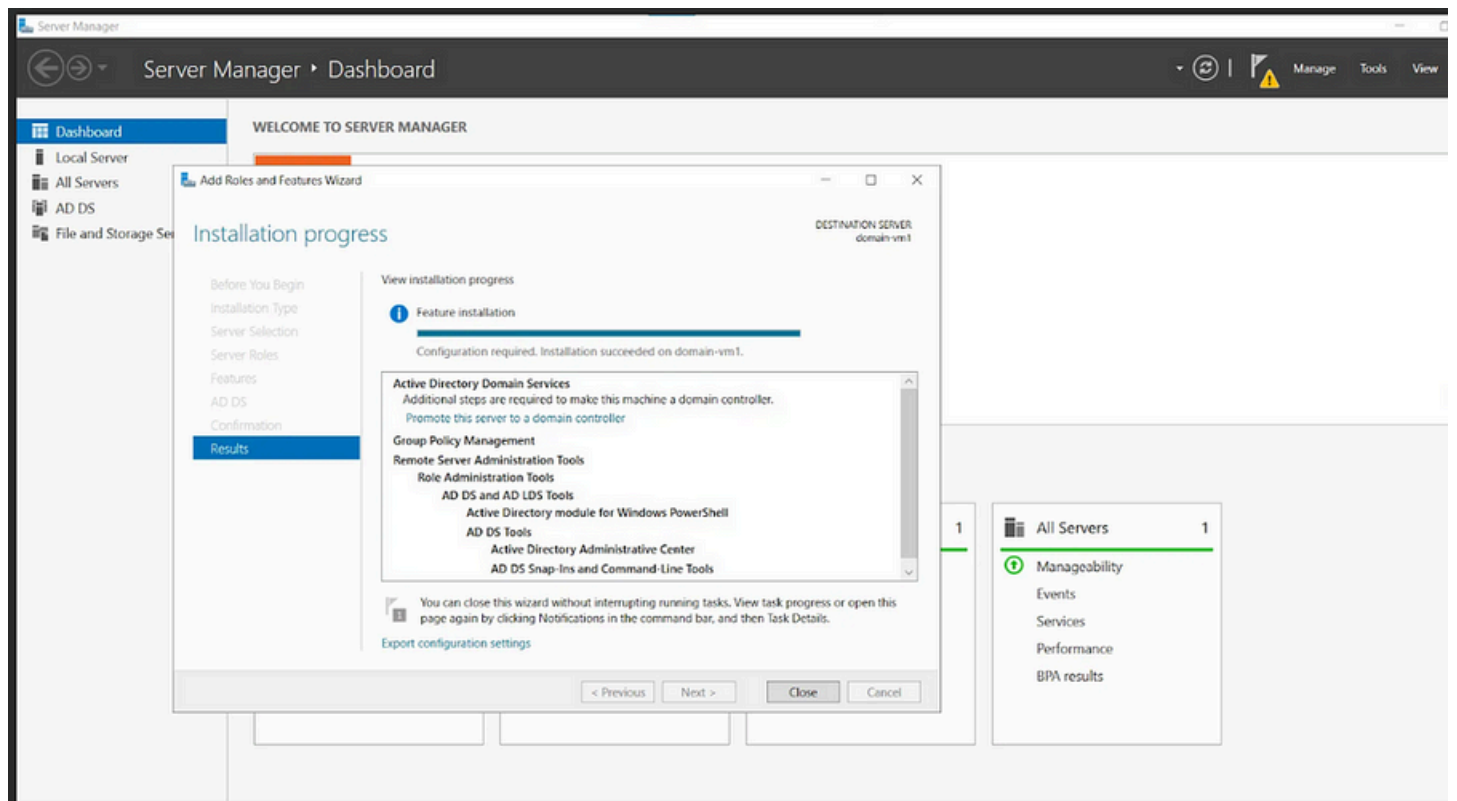 Server Manager
Server Manager ‣ Dashboard
Manage Tools View
Dashboard
Local Server
All Servers
AD DS
File and Storage Ser
WELCOME TO SERVER MANAGER
Add Roles and Features Wizard
Installation progress
DESTINATION SERVER
domain-vm1
Before You Begin
Installation Type
Server Selection
Server Roles
Features
AD DS
Confirmation
Results
View installation progress
Feature installation
Configuration required. Installation succeeded on domain-vm1.
Active Directory Domain Services
Additional steps are required to make this machine a domain controller.
Promote this server to a domain controller
Group Policy Management
Remote Server Administration Tools
Role Administration Tools
AD DS and AD LDS Tools
Active Directory module for Windows PowerShell
AD DS Tools
Active Directory Administrative Center
AD DS Snap-Ins and Command-Line Tools
1
You can close this wizard without interrupting running tasks. View task progress or open this
page again by clicking Notifications in the command bar, and then Task Details.
Export configuration settings
< Previous Next > Close Cancel
1
All Servers 1
Manageability
Events
Services
Performance
BPA results